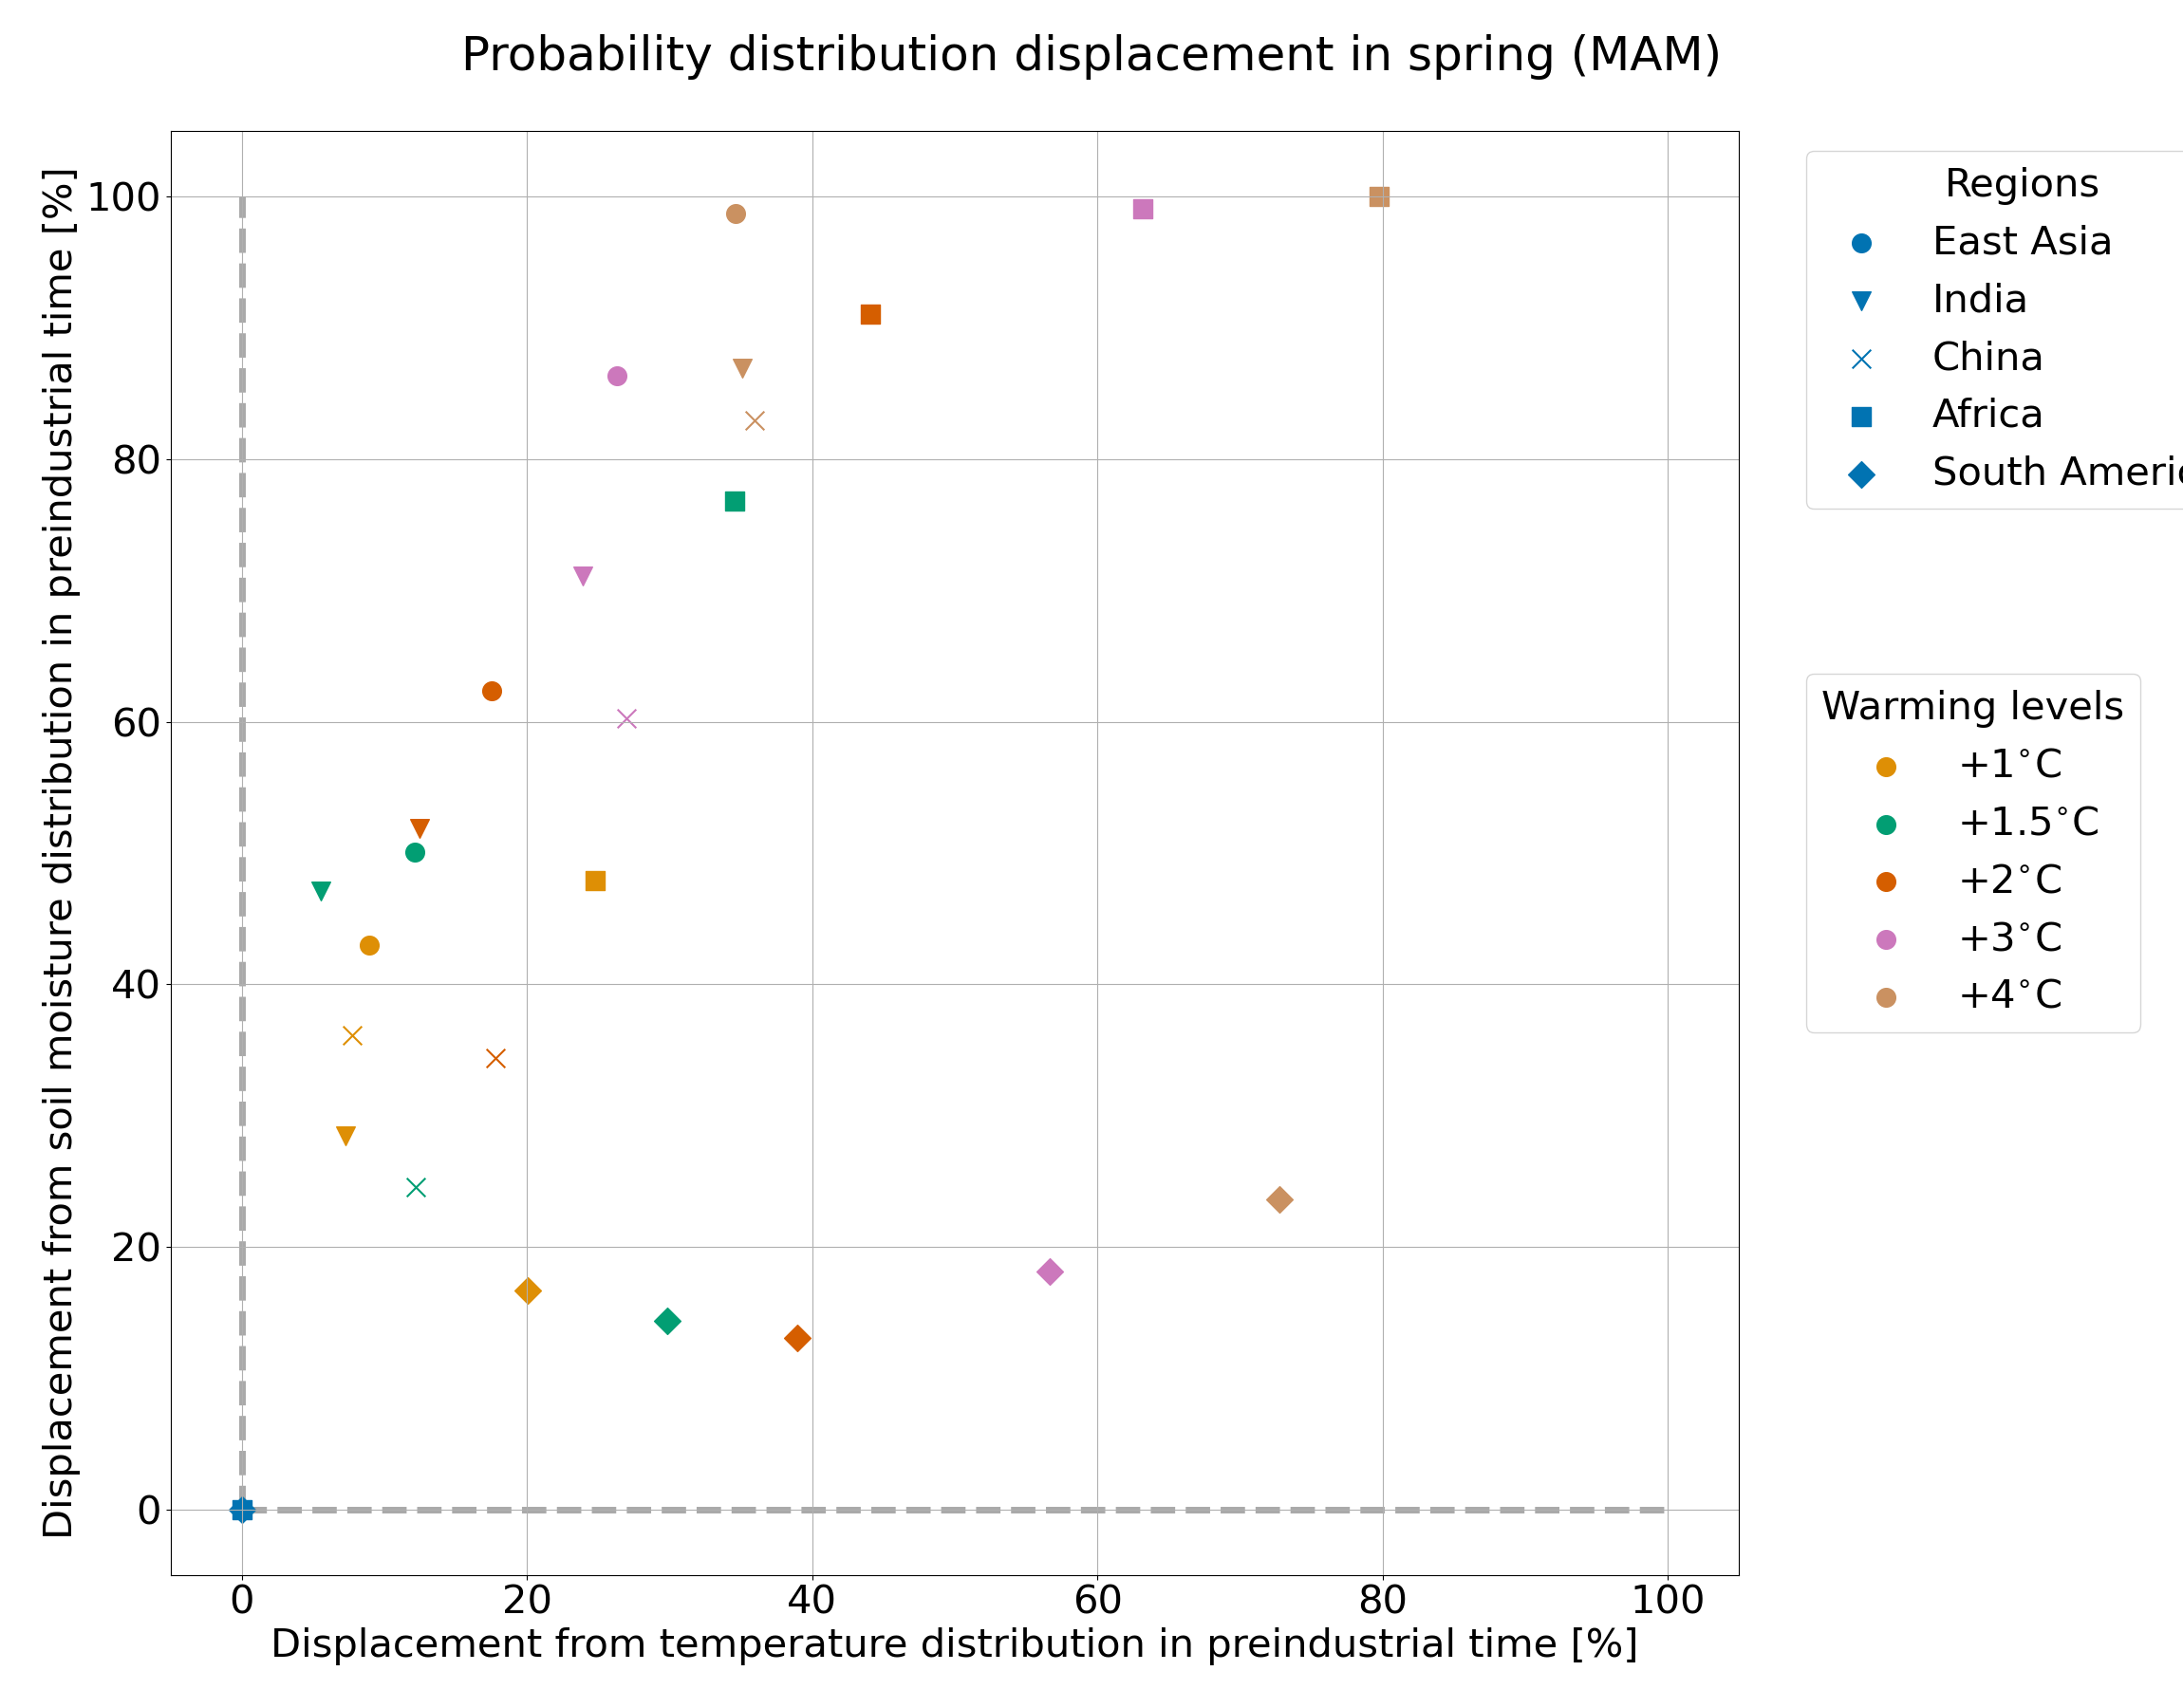 Probability distribution displacement in spring (MAM)
Displacement from soil moisture distribution in preindustrial time [%]
100
80
60
40
20
0
0 20 40 60 80 100
Displacement from temperature distribution in preindustrial time [%]
Regions
East Asia
India
China
Africa
South Ameri
Warming levels
+1°C
+1.5°C
+2°C
+3°C
+4°C